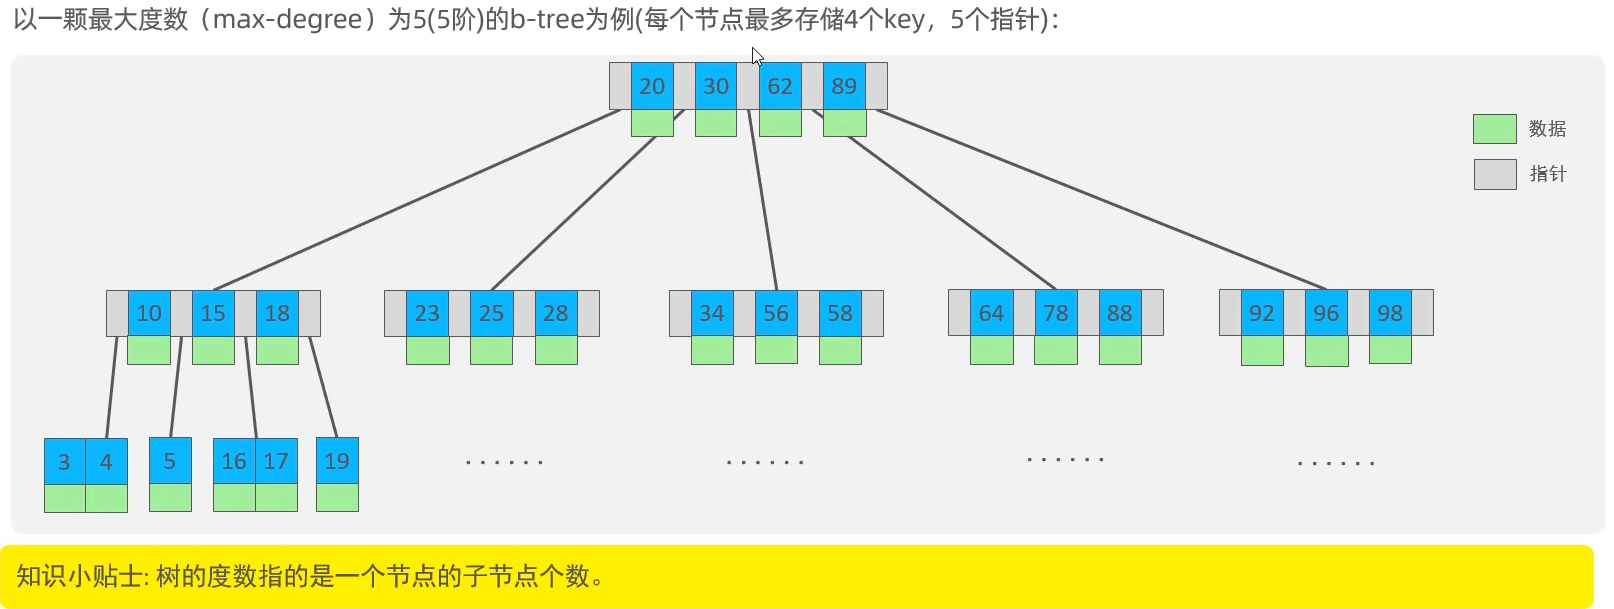 以一颗最大度数（max-degree）为5(5阶)的b-tree为例(每个节点最多存储4个key，5个指针)：
20 30 62 89
数据
指针
10 15 18 23 25 28 34 56 58 64 78 88 92 96 98
3 4 5 16 17 19 ······ ······ ······ ······
知识小贴士: 树的度数指的是一个节点的子节点个数。